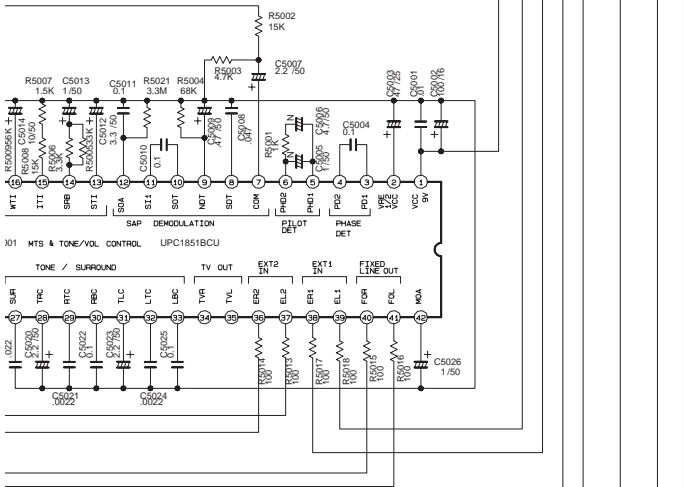 R5002
15K
R5003
4.7K
C5007
2.2 /50
R5007
1.5K
C5013
1/50
C5011
0.1
R5021
3.3M
R5004
68K
C5003
47/25
C5001
.01
C5002
100/16
C5014
10/50
R5008
15K
R5006
3.3K
C5012
3.3 /50
C5010
0.1
C5009
.47 /50
C5008
.047
R5001
1K
N
C5006
4.7/50
N
C5005
1/50
C5004
0.1
16 15 14 13 12 11 10 9 8 7 6 5 4 3 2 1
WTI ITI SRB STI SOA SI1 SOT NDT SDT COM PHD2 PHD1 PD2 PD1 VRE 1/2 VCC VCC 9V
SAP DEMODULATION
PILOT DET
PHASE DET
001 MTS & TONE/VOL CONTROL UPC1851BCU
TONE / SURROUND
TV OUT
EXT2 IN
EXT1 IN
FIXED LINE OUT
SUR TRC RTC RBC TLC LTC LBC TVR TVL ER2 EL2 ER1 EL1 FOR FOL MOA
27 28 29 30 31 32 33 34 35 36 37 38 39 40 41 42
.022
C5020
2.2 /50
C5022
0.1
C5023
2.2 /50
C5025
0.1
R5014
100
R5013
100
R5017
100
R5018
100
R5015
100
R5016
100
C5026
1 /50
C5021
.0022
C5024
.0022